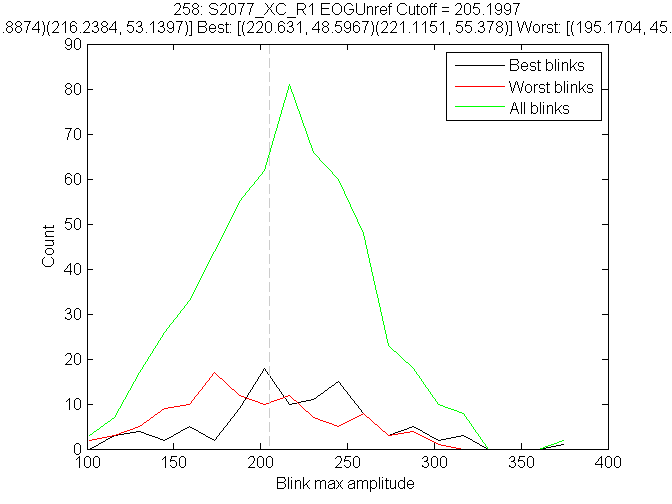 258: S2077_XC_R1 EOGUnref Cutoff = 205.1997
.8874)(216.2384, 53.1397)] Best: [(220.631, 48.5967)(221.1151, 55.378)] Worst: [(195.1704, 45.
Best blinks
Worst blinks
All blinks
Count
90
80
70
60
50
40
30
20
10
0
100
150
200
250
300
350
400
Blink max amplitude